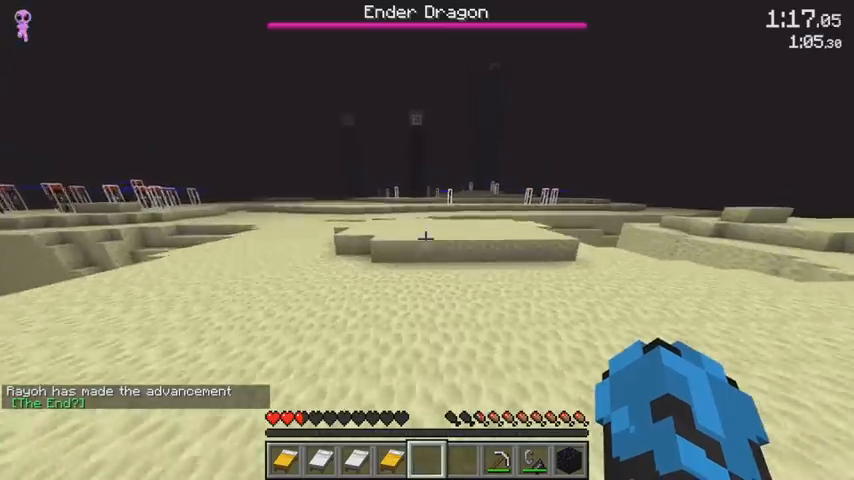 Ender Dragon
1:17.05
1:05.30
Rayoh has made the advancement
[The End?]